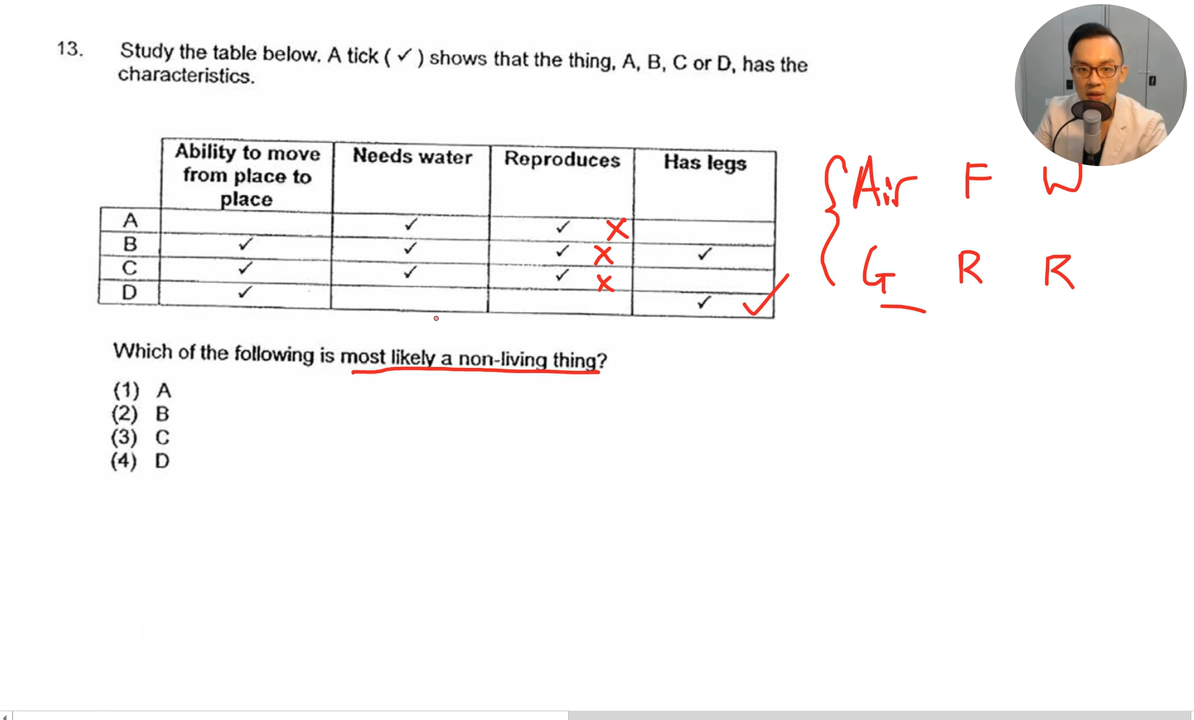 13. Study the table below. A tick ( ✓ ) shows that the thing, A, B, C or D, has the
characteristics.
Ability to move from place to place Needs water Reproduces Has legs
A ✓ ✓ X
B ✓ ✓ ✓ X ✓
C ✓ ✓ ✓ X
D ✓ ✓ ✓
Air F W
G R R
Which of the following is most likely a non-living thing?
(1) A
(2) B
(3) C
(4) D